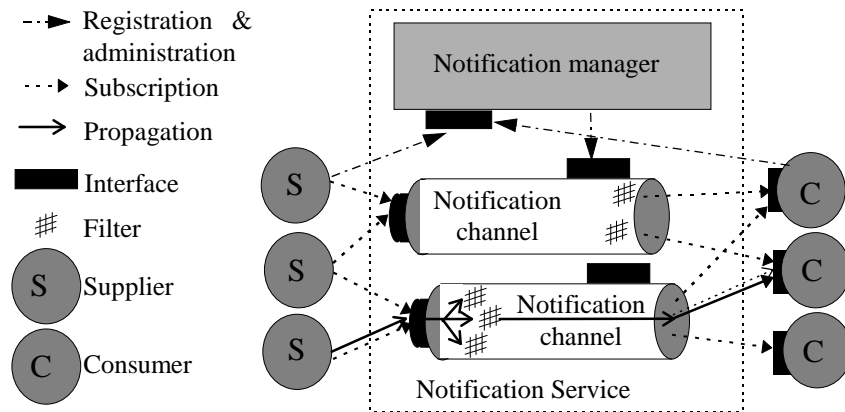 Registration &
administration
Subscription
Propagation
Interface
Filter
S Supplier
C Consumer
Notification manager
S
S
S
Notification
channel
Notification
channel
Notification Service
C
C
C